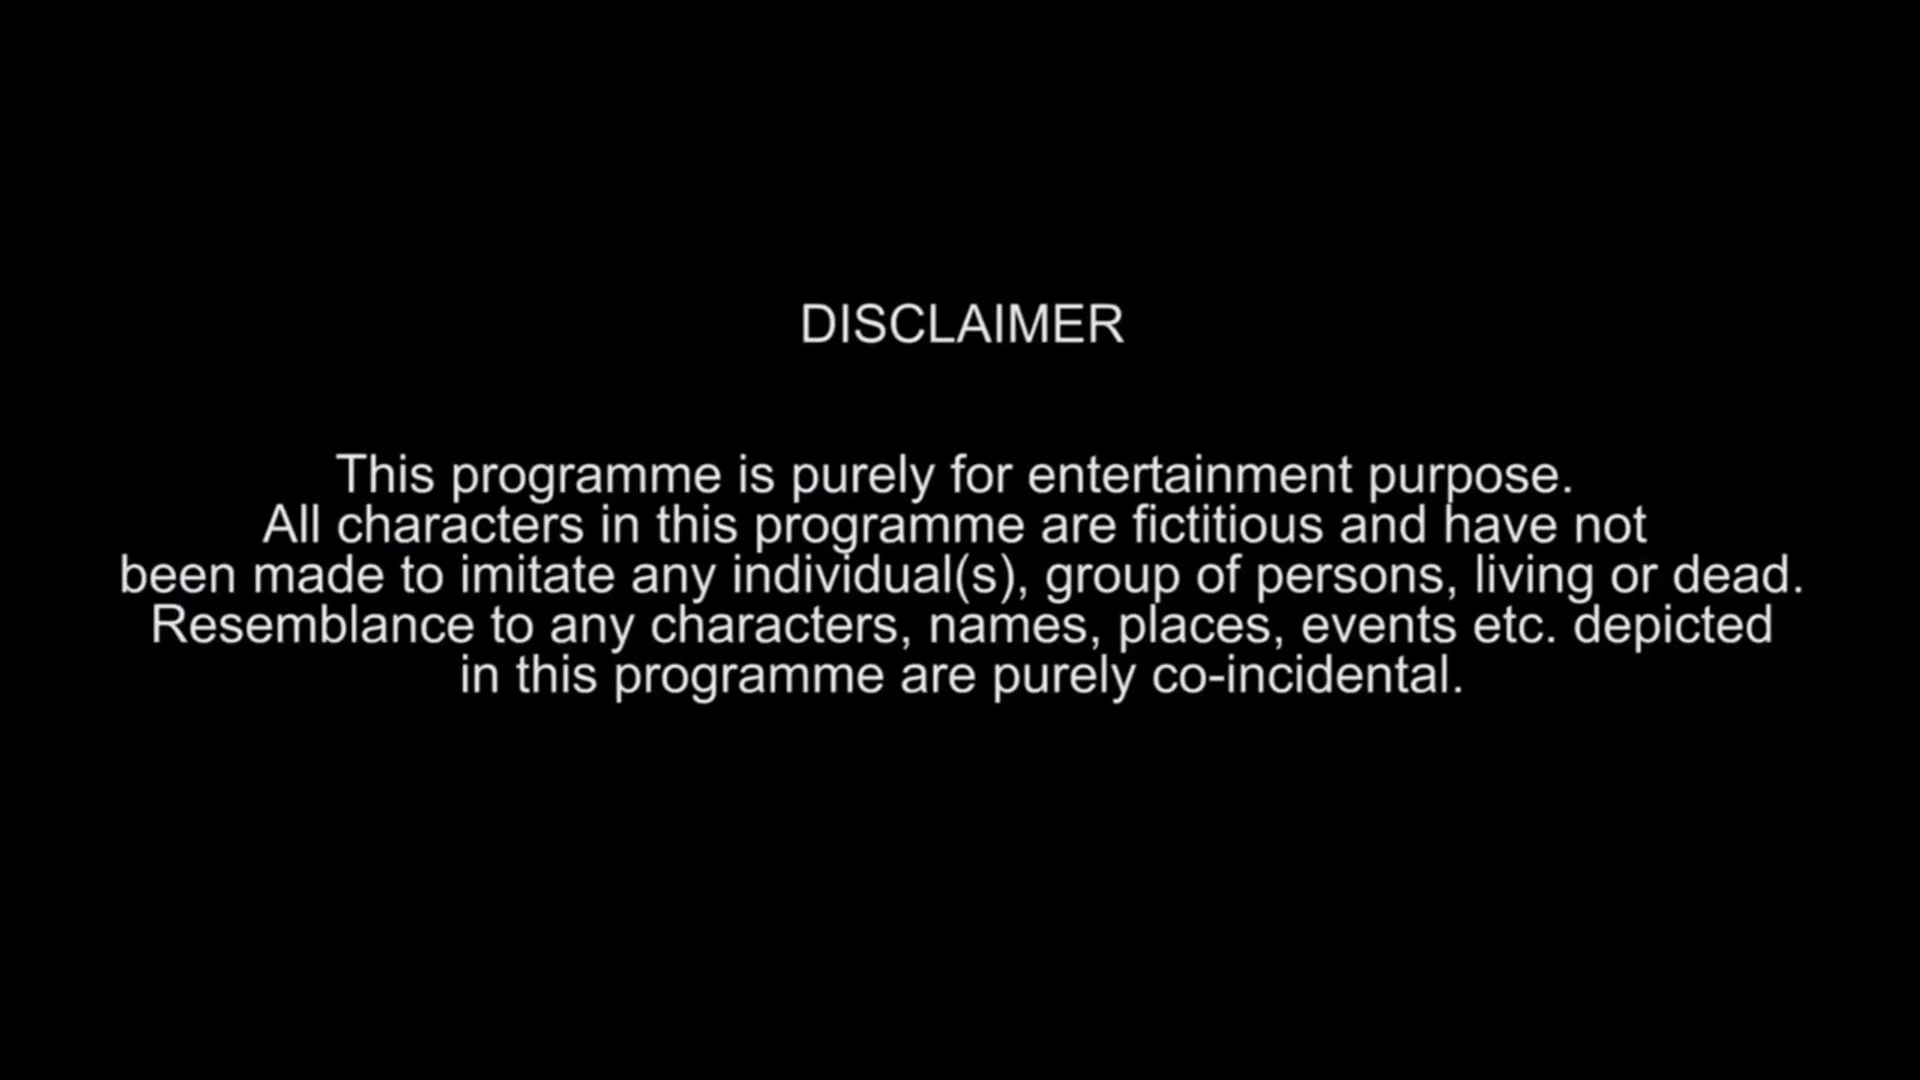 DISCLAIMER
This programme is purely for entertainment purpose.
All characters in this programme are fictitious and have not
been made to imitate any individual(s), group of persons, living or dead.
Resemblance to any characters, names, places, events etc. depicted
in this programme are purely co-incidental.